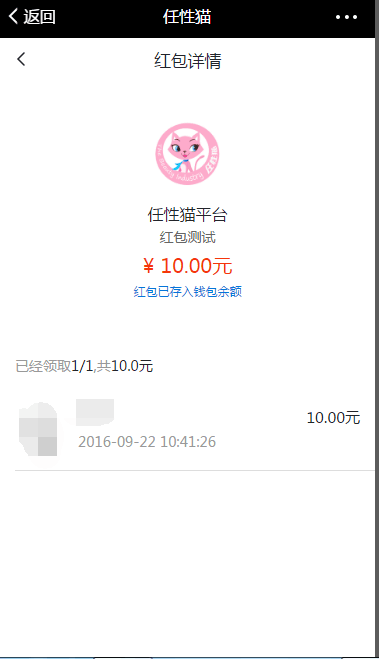 返回
任性猫
红包详情
任性猫平台
红包测试
¥ 10.00元
红包已存入钱包余额
已经领取1/1,共10.0元
10.00元
2016-09-22 10:41:26